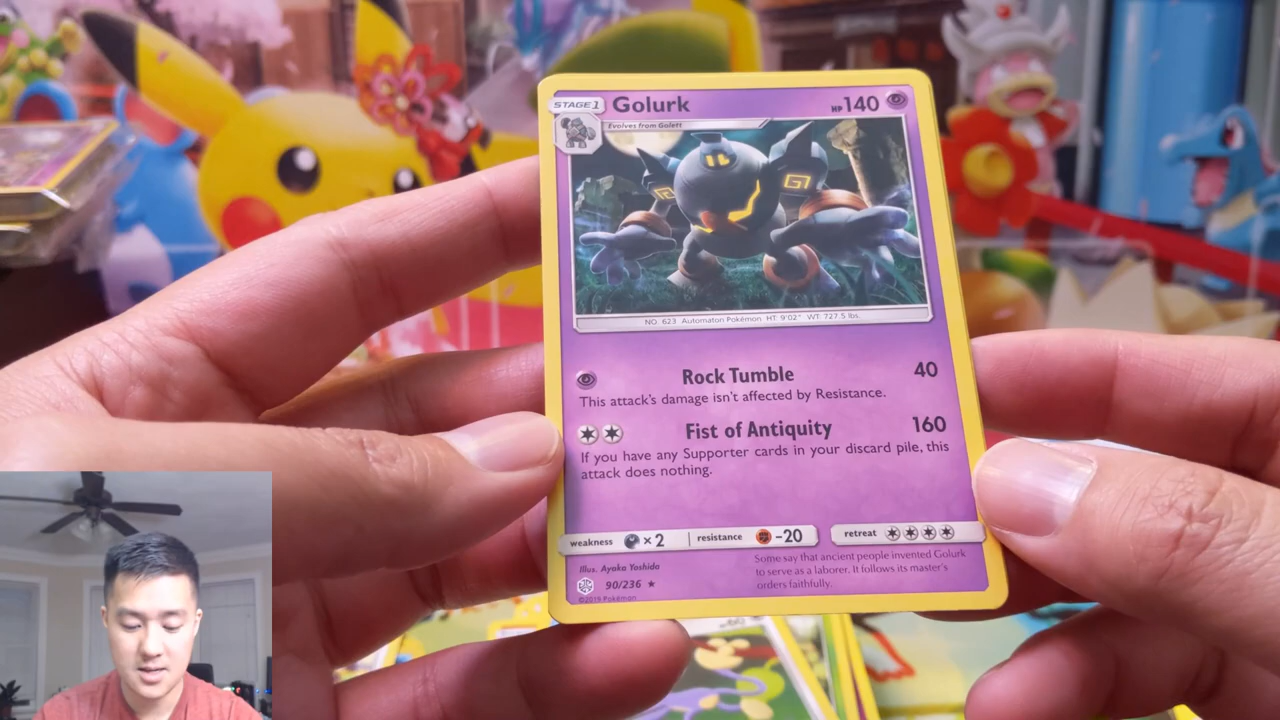 STAGE 1 Golurk HP 140
Evolves from Golett
NO. 623 Automaton Pokémon HT: 9'02" WT: 727.5 lbs.
Rock Tumble 40
This attack's damage isn't affected by Resistance.
Fist of Antiquity 160
If you have any Supporter cards in your discard pile, this
attack does nothing.
weakness ×2 resistance -20 retreat
Illus. Ayaka Yoshida
90/236 ★
©2019 Pokémon
Some say that ancient people invented Golurk
to serve as a laborer. It follows its master's
orders faithfully.